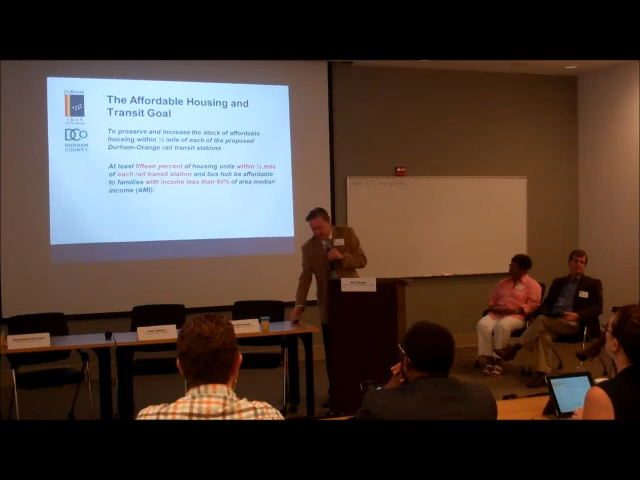 DURHAM
1869
DCO
DURHAM
COUNTY
The Affordable Housing and
Transit Goal
To preserve and increase the stock of affordable
housing within ½ mile of each of the proposed
Durham-Orange rail transit stations
At least fifteen percent of housing units within ½ mile
of each rail transit station and bus hub be affordable
to families with income less than 60% of area median
income (AMI).